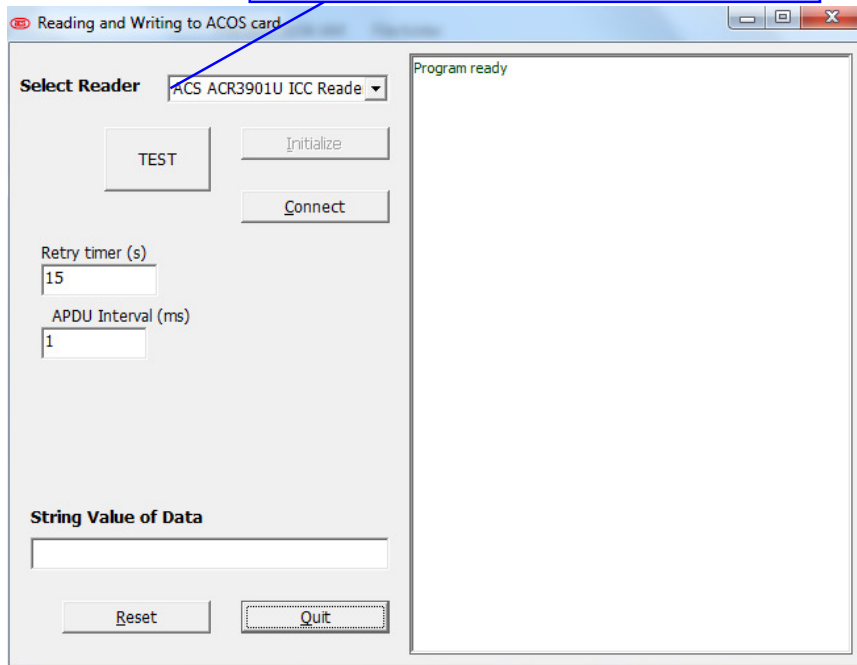 Reading and Writing to ACOS card
Select Reader
ACS ACR3901U ICC Reade
Program ready
TEST
Initialize
Connect
Retry timer (s)
15
APDU Interval (ms)
1
String Value of Data
Reset
Quit